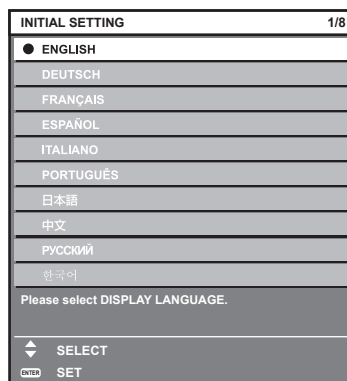 INITIAL SETTING 1/8
ENGLISH
DEUTSCH
FRANÇAIS
ESPAÑOL
ITALIANO
PORTUGUÊS
日本語
中文
РУССКИЙ
한국어
Please select DISPLAY LANGUAGE.
SELECT
ENTER SET